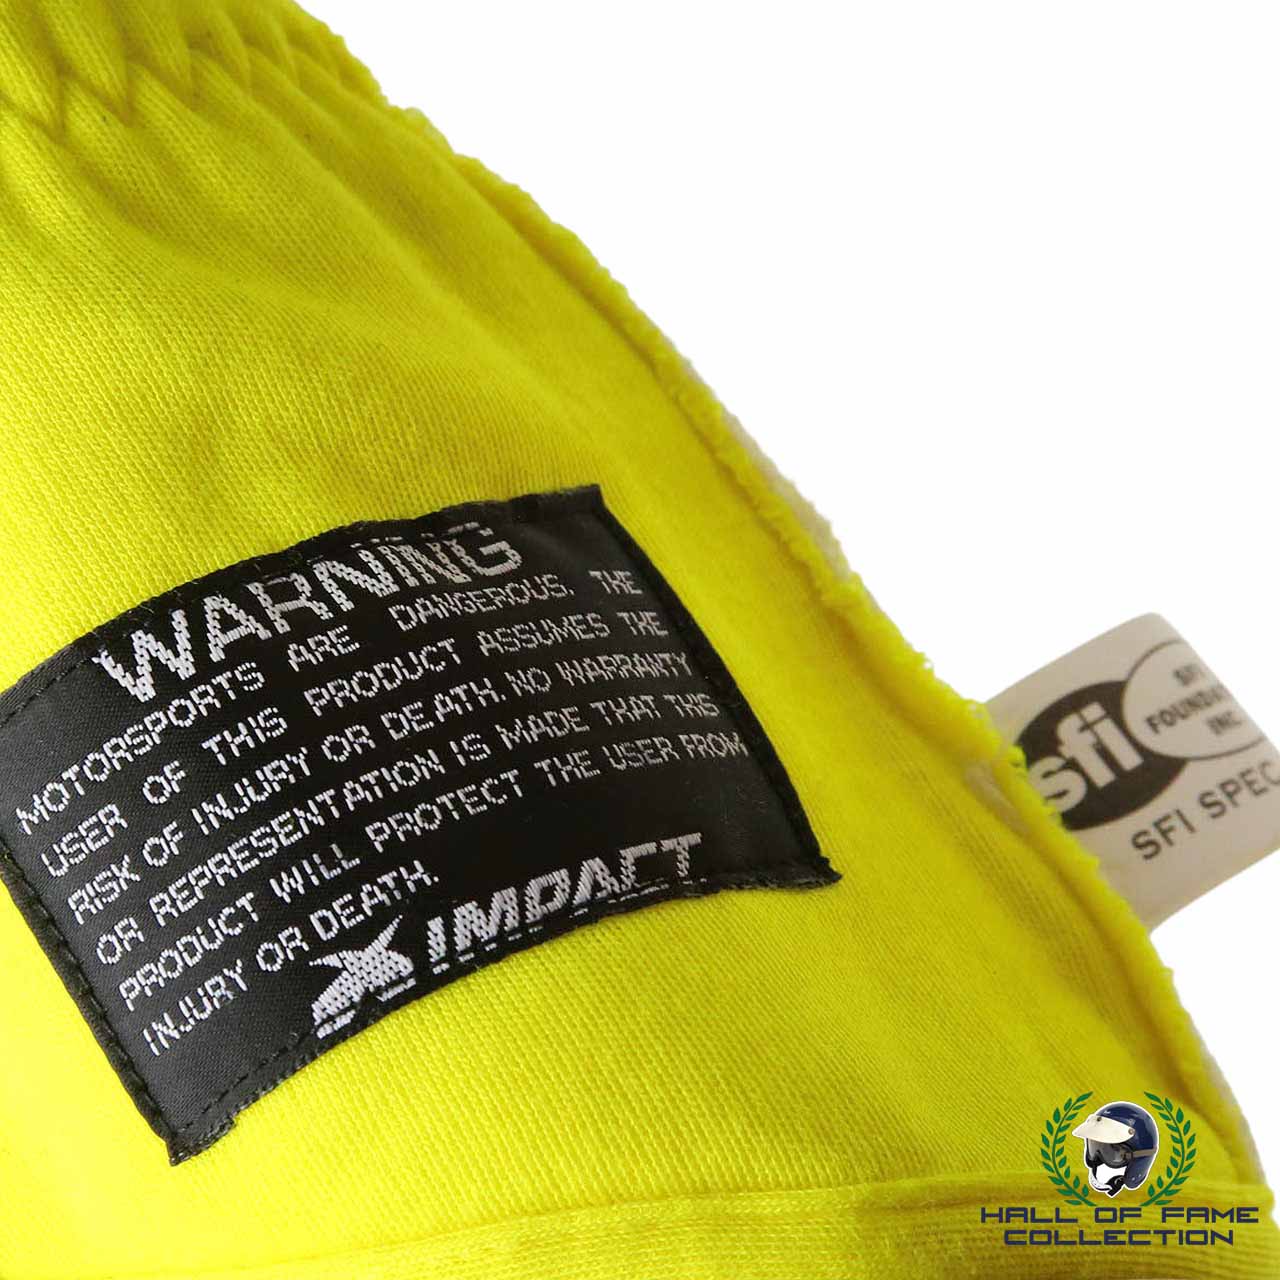 WARNING
MOTORSPORTS ARE DANGEROUS. THE
USER OF THIS PRODUCT ASSUMES THE
RISK OF INJURY OR DEATH. NO WARRANTY
OR REPRESENTATION IS MADE THAT THIS
PRODUCT WILL PROTECT THE USER FROM
INJURY OR DEATH.
IMPACT
sfi
SFI
FOUNDAT
INC
SFI SPEC
HALL OF FAME
COLLECTION